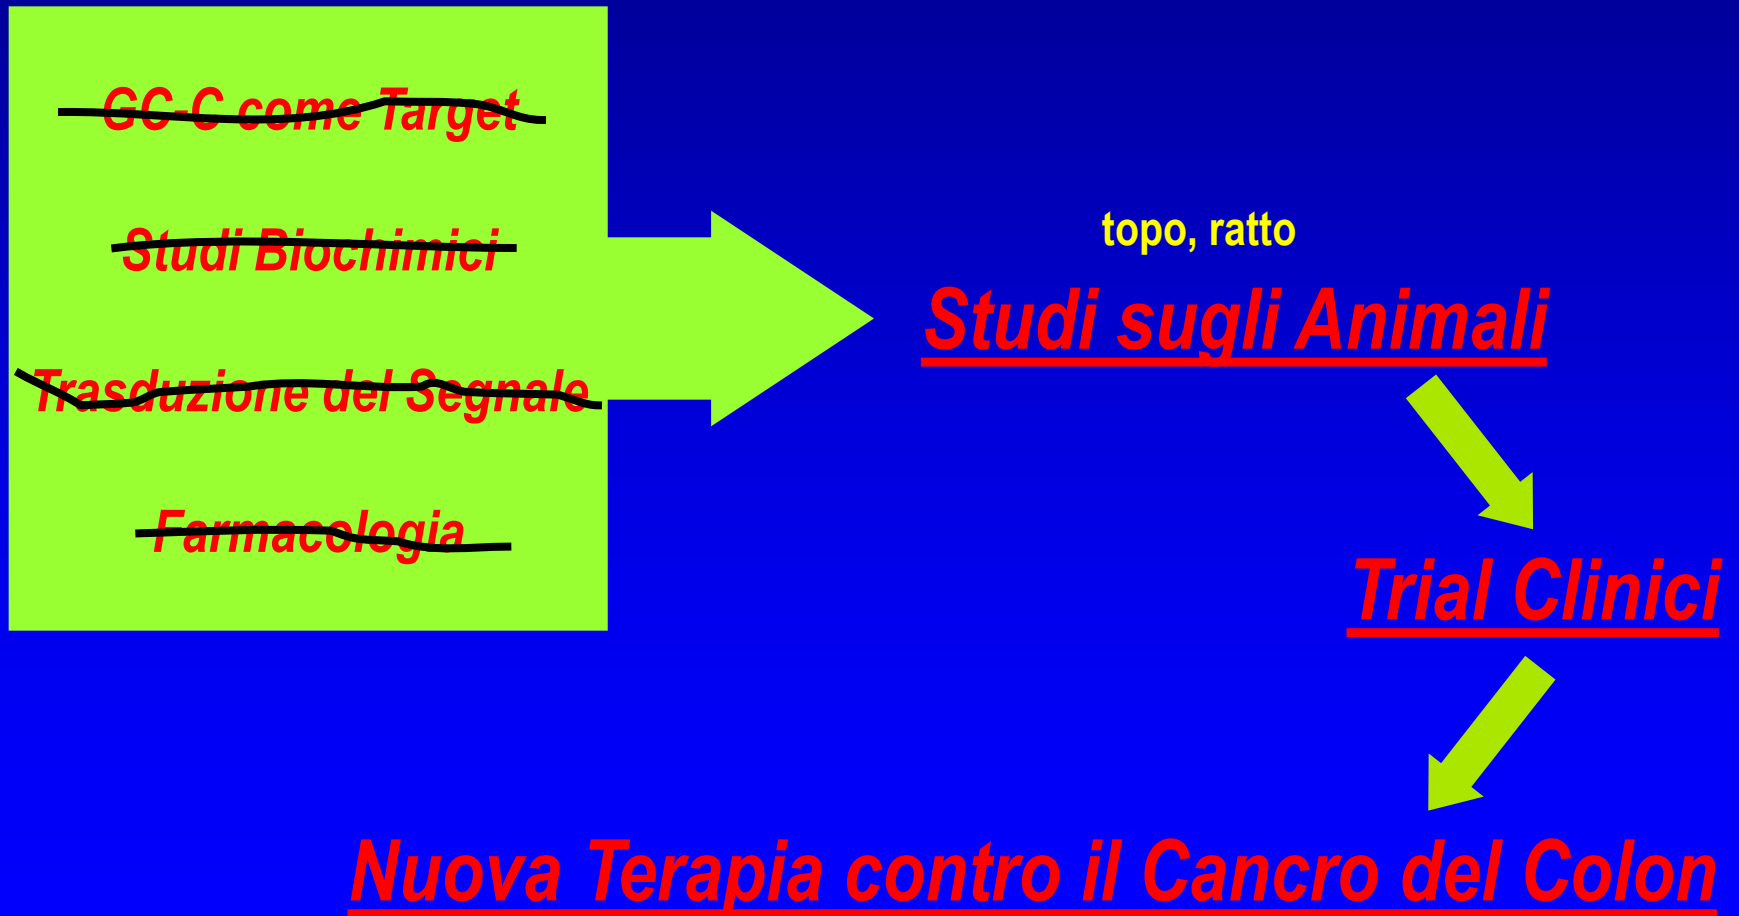 GC-C come Target
Studi Biochimici
Trasduzione del Segnale
Farmacologia
topo, ratto
Studi sugli Animali
Trial Clinici
Nuova Terapia contro il Cancro del Colon